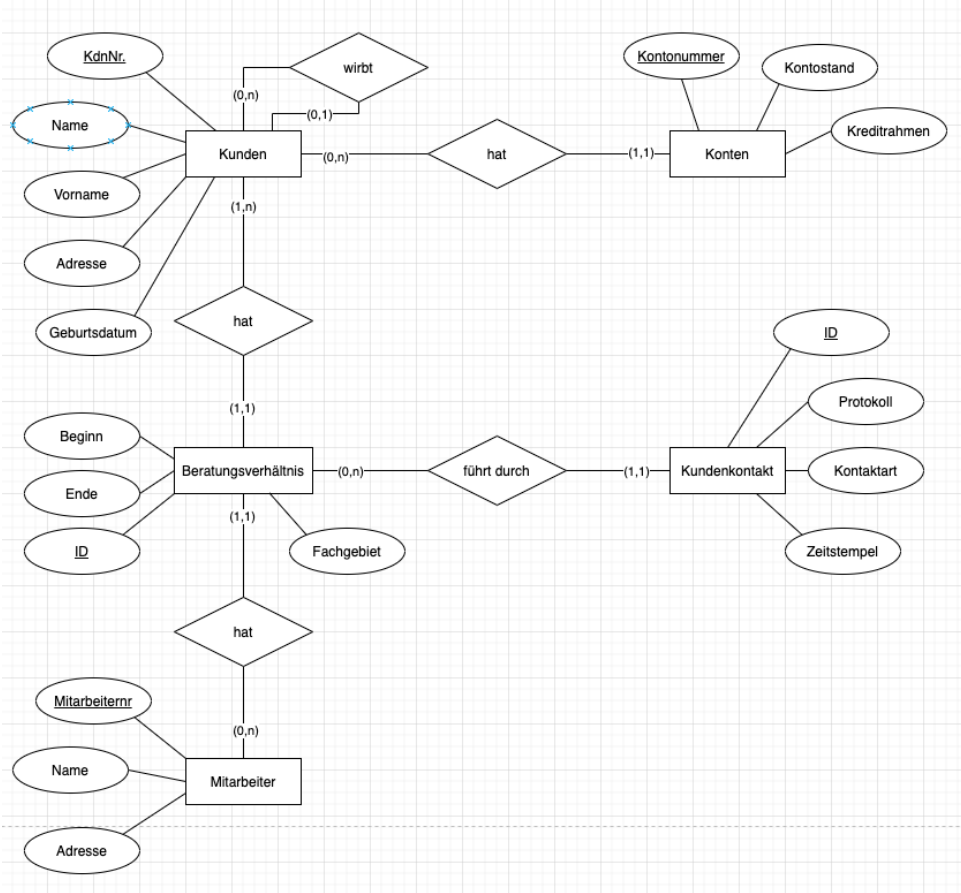 KdnNr.
wirbt
Kontonummer
Kontostand
(0,n)
(0,1)
Name
Kreditrahmen
Kunden
(0,n)
hat
(1,1)
Konten
Vorname
(1,n)
Adresse
hat
Geburtsdatum
ID
(1,1)
Protokoll
Beginn
Beratungsverhältnis
(0,n)
führt durch
(1,1)
Kundenkontakt
Kontaktart
Ende
(1,1)
ID
Fachgebiet
Zeitstempel
hat
Mitarbeiternr
(0,n)
Name
Mitarbeiter
Adresse